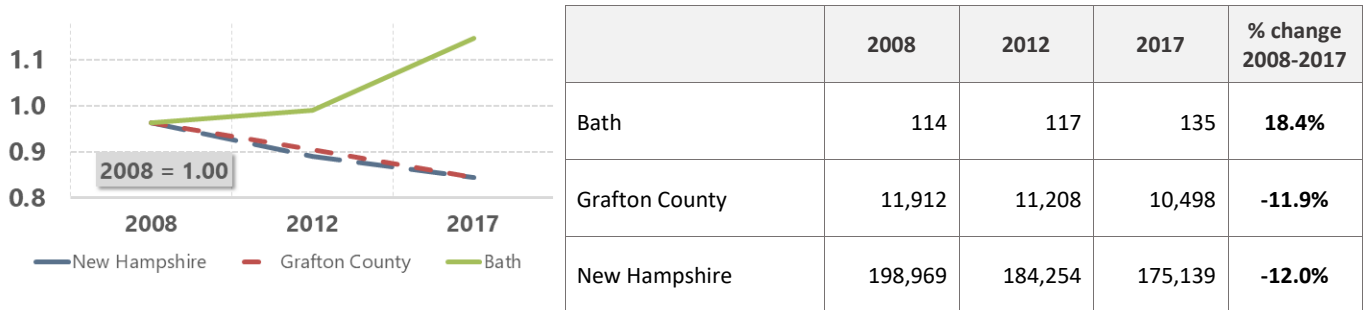 1.1
1.0
0.9
0.8
2008 = 1.00
2008 2012 2017
New Hampshire Grafton County Bath
2008 2012 2017 % change
2008-2017
Bath 114 117 135 18.4%
Grafton County 11,912 11,208 10,498 -11.9%
New Hampshire 198,969 184,254 175,139 -12.0%